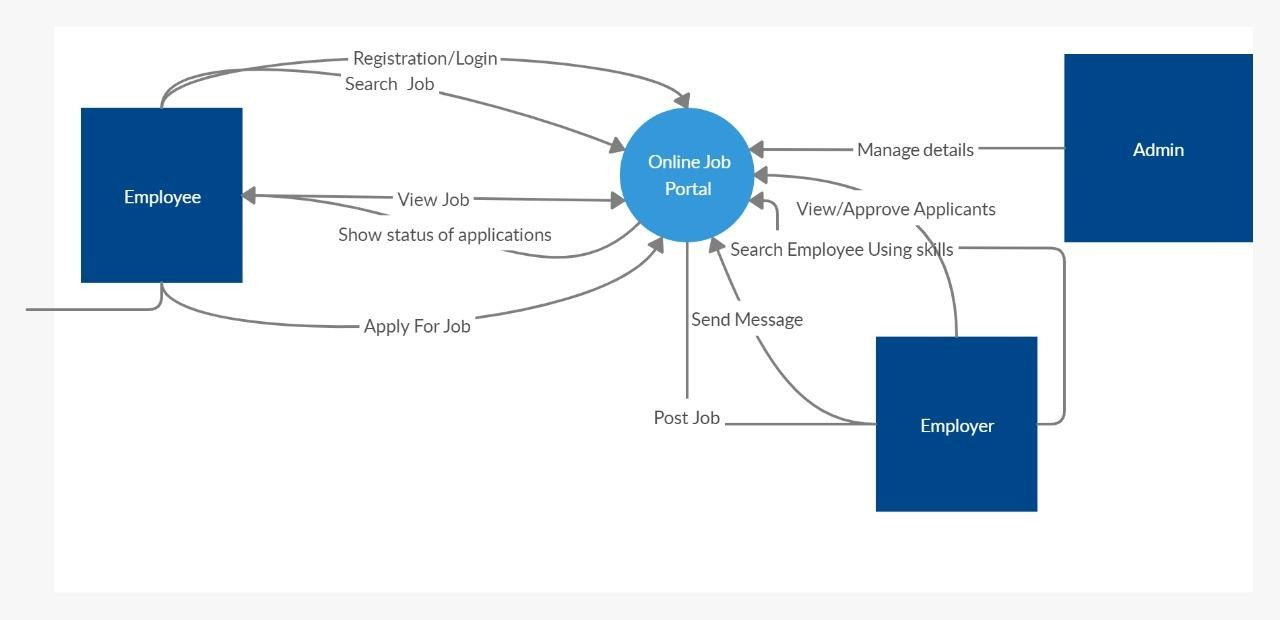 Registration/Login
Search Job
Online Job
Portal
Manage details
Admin
Employee
View Job
View/Approve Applicants
Show status of applications
Search Employee Using skills
Apply For Job
Send Message
Post Job
Employer